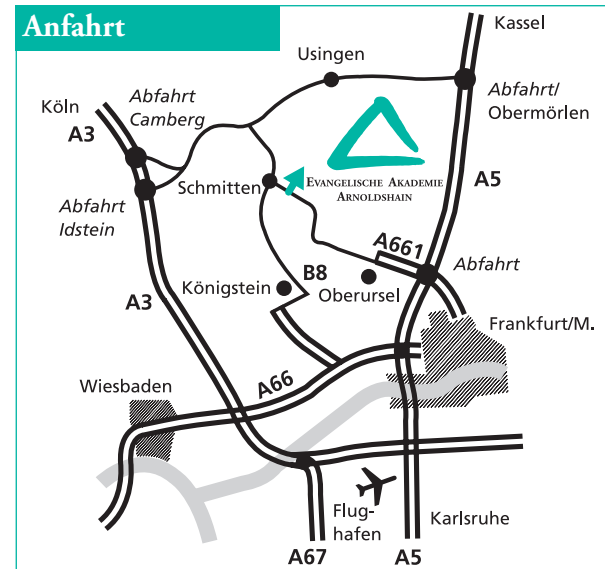 Anfahrt
Kassel
Usingen
Köln
Abfahrt
Camberg
Abfahrt/
Obermörlen
A3
Schmitten
EVANGELISCHE AKADEMIE
ARNOLDSHAIN
A5
Abfahrt
Idstein
A661
Abfahrt
B8
A3
Königstein
Oberursel
Frankfurt/M.
Wiesbaden
A66
Flug-
hafen
Karlsruhe
A67
A5